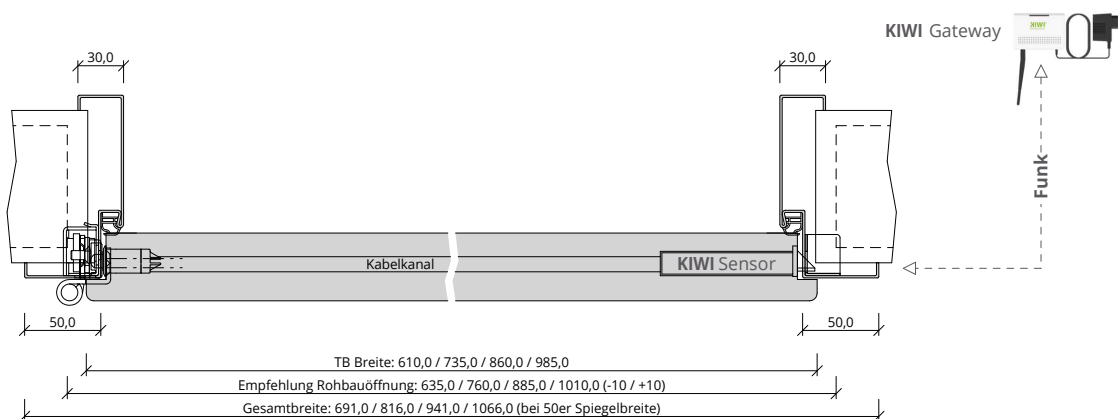 KIWI Gateway
KIWI
30,0
30,0
Funk
Kabelkanal
KIWI Sensor
50,0
50,0
TB Breite: 610,0 / 735,0 / 860,0 / 985,0
Empfehlung Rohbauöffnung: 635,0 / 760,0 / 885,0 / 1010,0 (-10 / +10)
Gesamtbreite: 691,0 / 816,0 / 941,0 / 1066,0 (bei 50er Spiegelbreite)